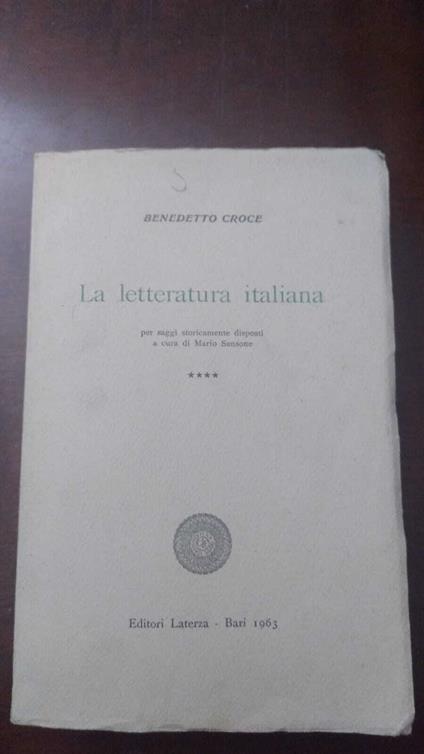 BENEDETTO CROCE
La letteratura italiana
per saggi storicamente disposti
a cura di Mario Sansone
★★★★
Editori Laterza - Bari 1963